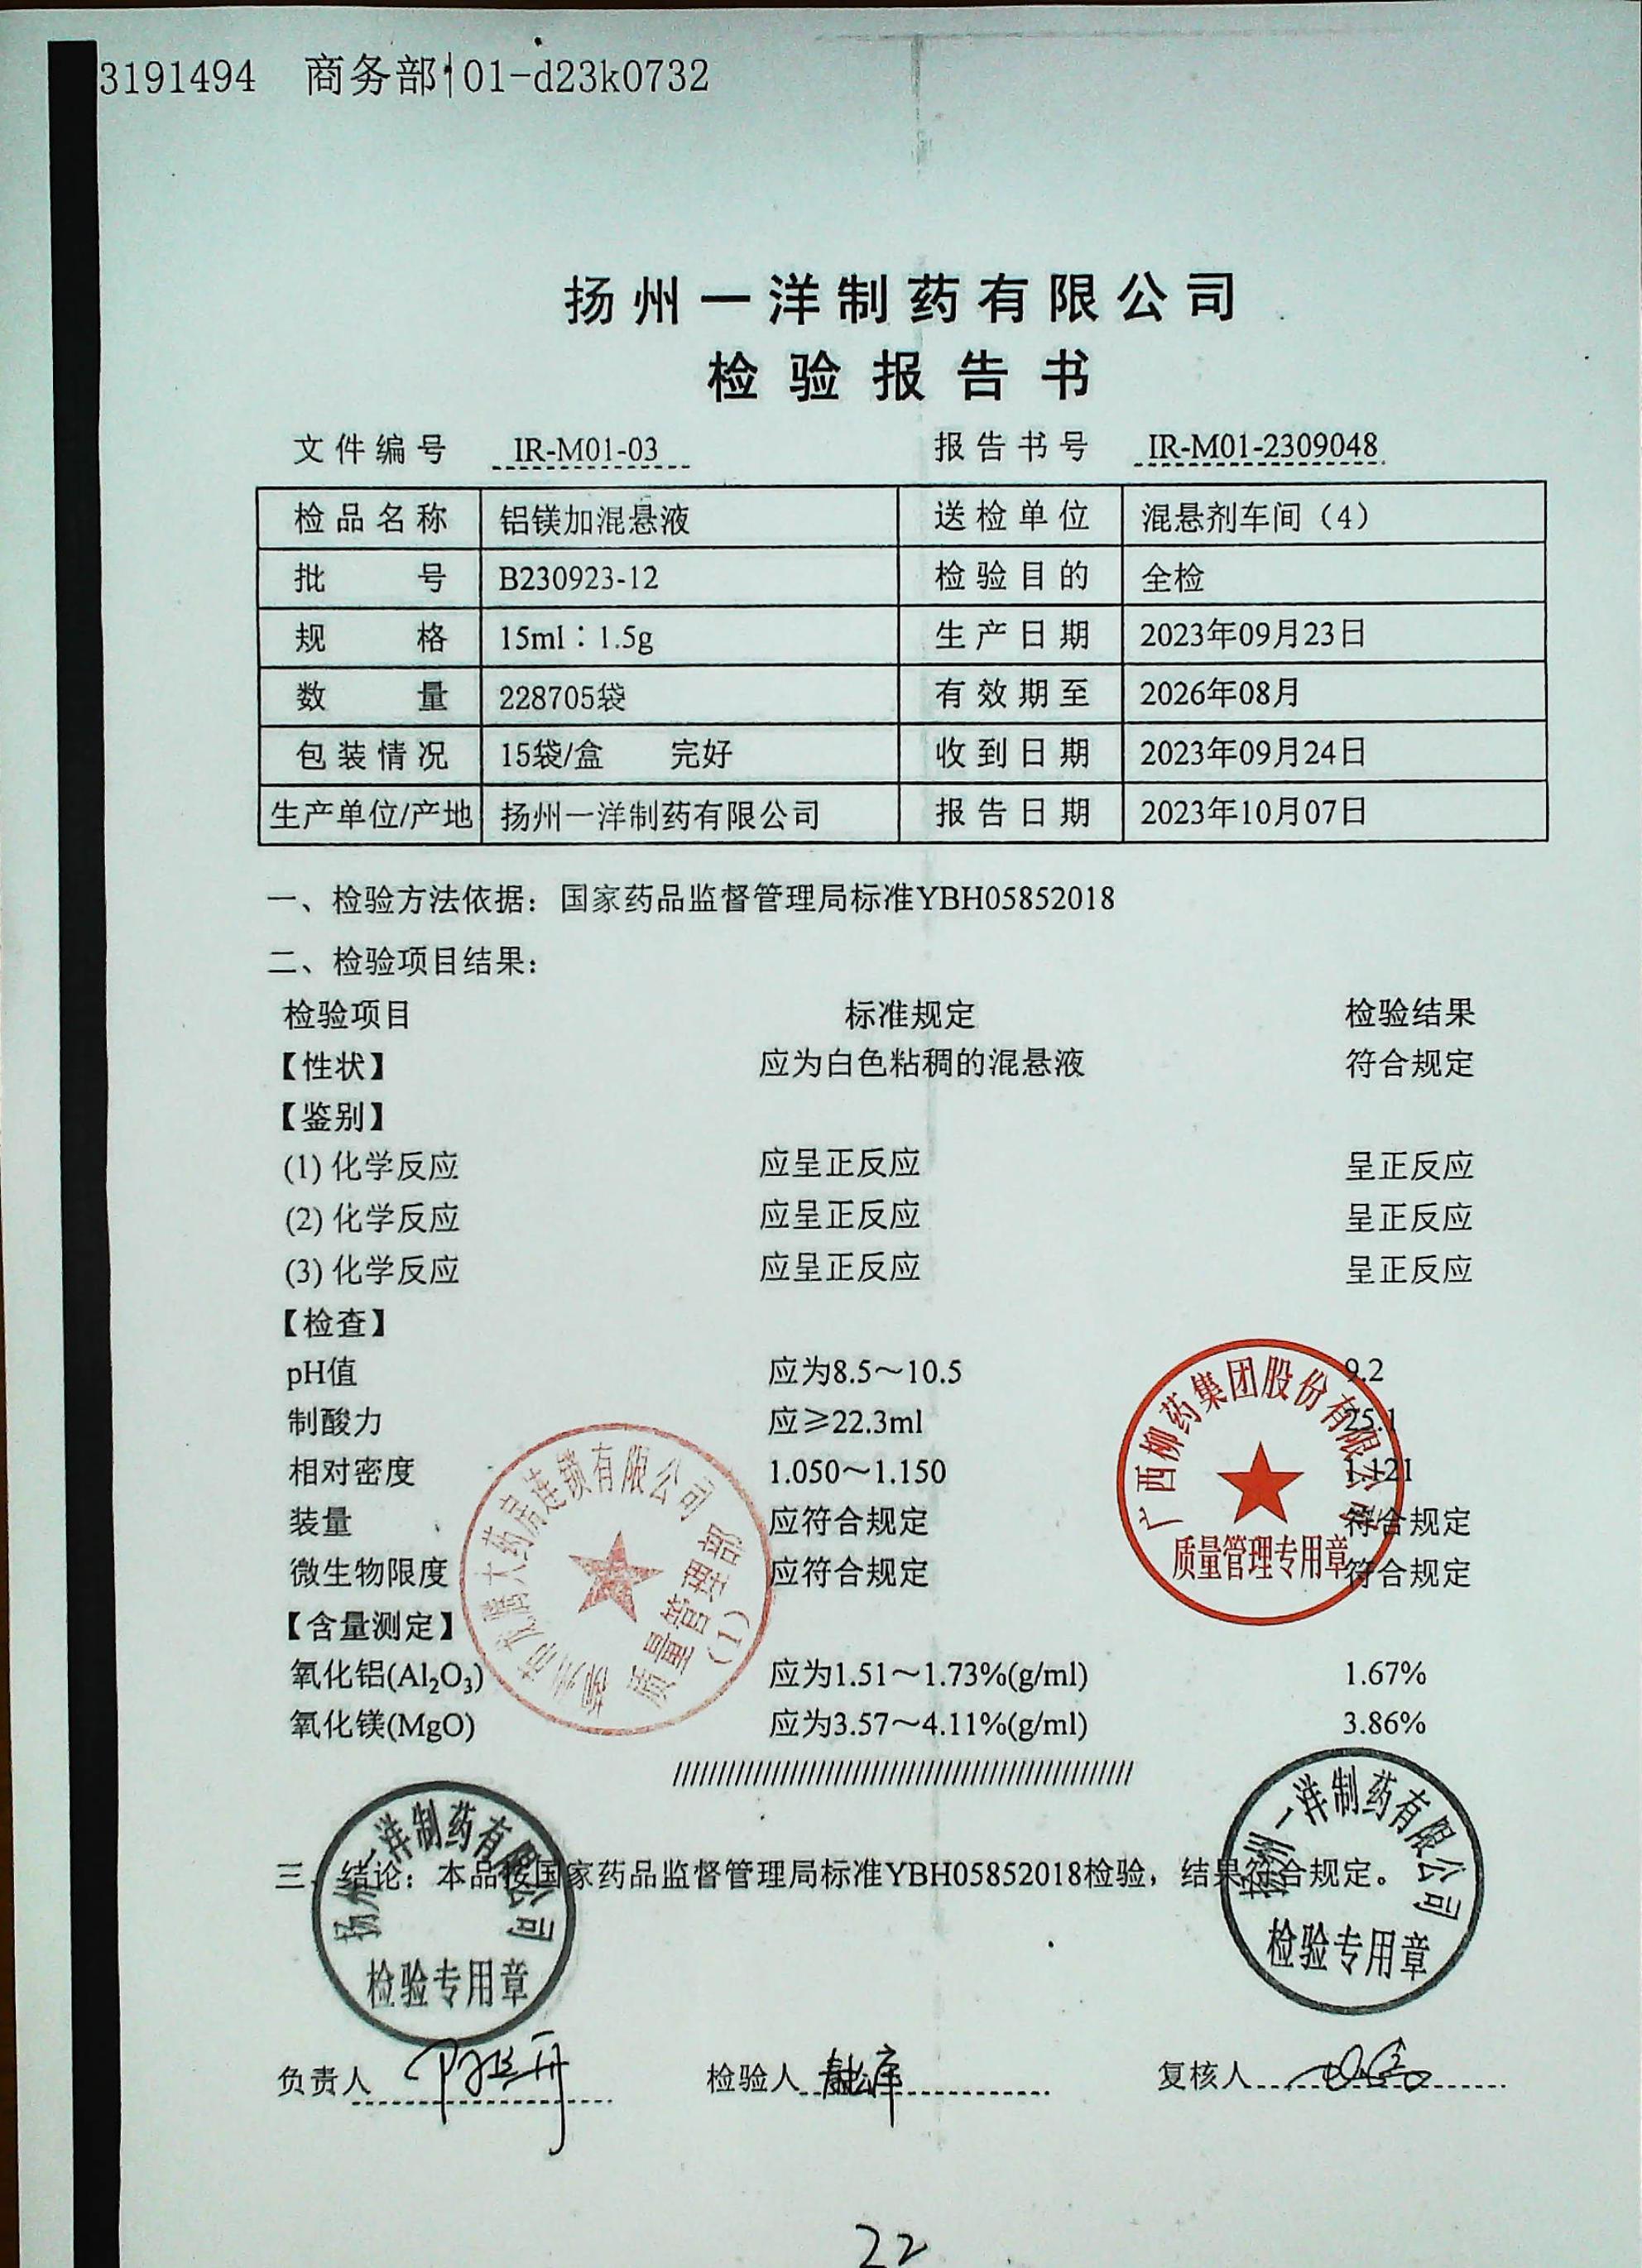 3191494 商务部 01-d23k0732
扬州一洋制药有限公司
检验报告书
文件编号 IR-M01-03 报告书号 IR-M01-2309048
检品名称 铝镁加混悬液 送检单位 混悬剂车间（4）
批号 B230923-12 检验目的 全检
规格 15ml：1.5g 生产日期 2023年09月23日
数量 228705袋 有效期至 2026年08月
包装情况 15袋/盒 完好 收到日期 2023年09月24日
生产单位/产地 扬州一洋制药有限公司 报告日期 2023年10月07日
一、检验方法依据：国家药品监督管理局标准YBH05852018
二、检验项目结果：
检验项目 标准规定 检验结果
【性状】 应为白色粘稠的混悬液 符合规定
【鉴别】
(1) 化学反应 应呈正反应 呈正反应
(2) 化学反应 应呈正反应 呈正反应
(3) 化学反应 应呈正反应 呈正反应
【检查】
pH值 应为8.5～10.5 9.2
制酸力 应≥22.3ml 25.1
相对密度 1.050～1.150 1.121
装量 应符合规定 符合规定
微生物限度 应符合规定 符合规定
【含量测定】
氧化铝(Al₂O₃) 应为1.51～1.73%(g/ml) 1.67%
氧化镁(MgO) 应为3.57～4.11%(g/ml) 3.86%
广西柳药集团股份有限公司
质量管理专用章
大药房连锁有限公司
质量管理部
(1)
三、结论：本品按国家药品监督管理局标准YBH05852018检验，结果符合规定。
扬州一洋制药有限公司
检验专用章
扬州一洋制药有限公司
检验专用章
负责人 检验人 复核人
22